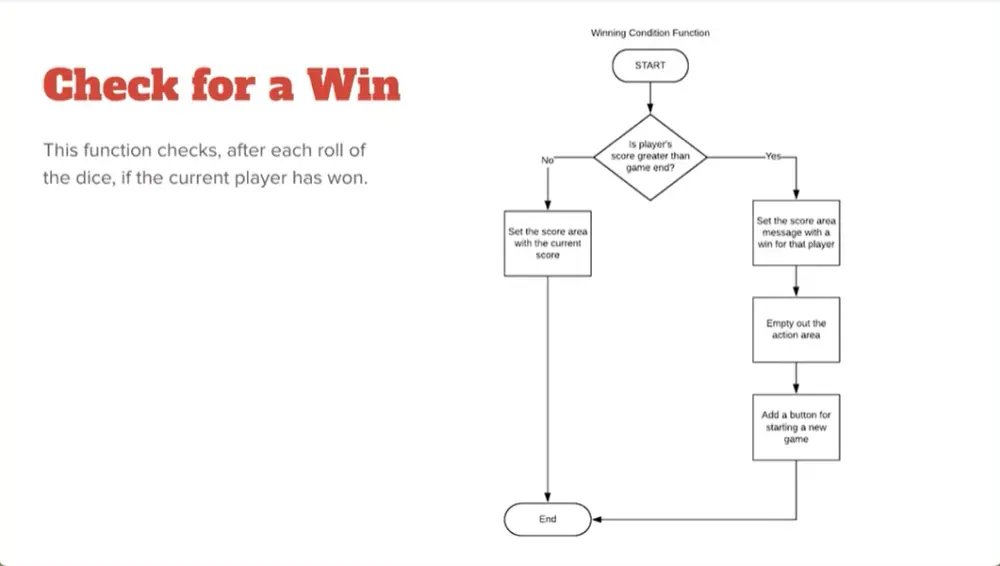 Check for a Win
This function checks, after each roll of
the dice, if the current player has won.
Winning Condition Function
START
Is player's
score greater than
game end?
No
Yes
Set the score area
with the current
score
Set the score area
message with a
win for that player
Empty out the
action area
Add a button for
starting a new
game
End